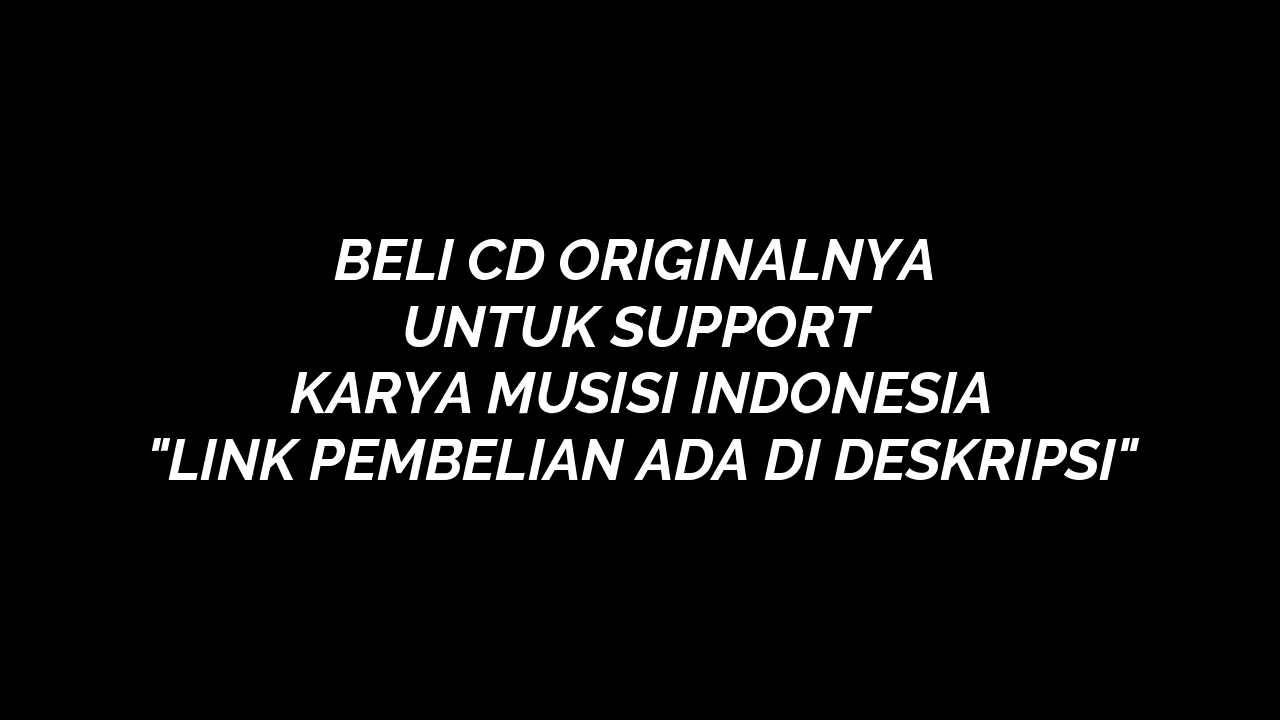 BELI CD ORIGINALNYA
UNTUK SUPPORT
KARYA MUSISI INDONESIA
"LINK PEMBELIAN ADA DI DESKRIPSI"